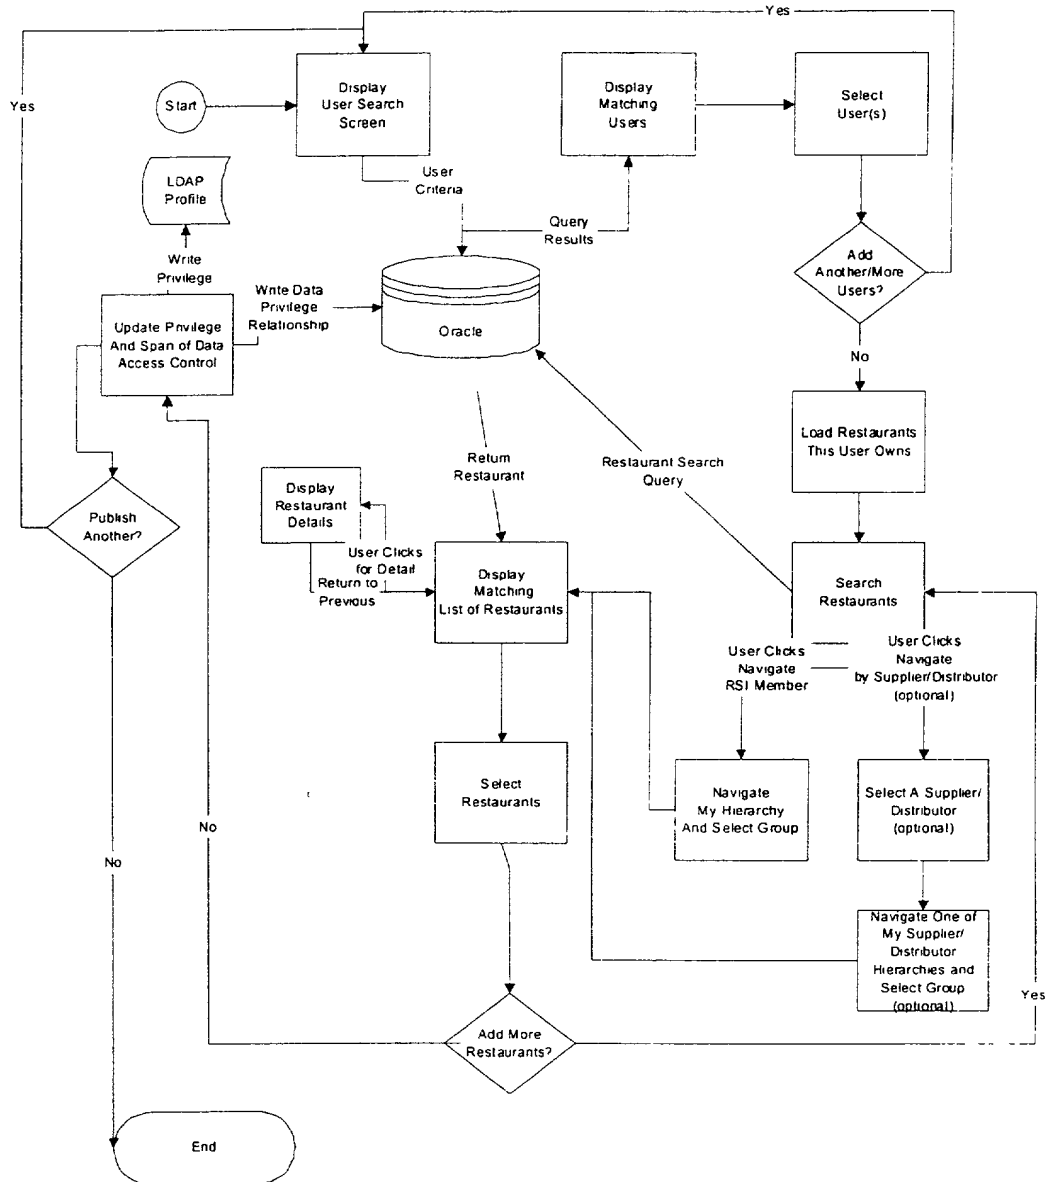 Yes
Yes
Start
Display
User Search
Screen
Display
Matching
Users
Select
User(s)
LDAP
Profile
User
Criteria
Query
Results
Write
Privilege
Add
Another/More
Users?
Write Data
Privilege
Relationship
Update Privilege
And Span of Data
Access Control
Oracle
No
Load Restaurants
This User Owns
Return
Restaurant
Restaurant Search
Query
Display
Restaurant
Details
Publish
Another?
User Clicks
for Detail
Return to
Previous
Display
Matching
List of Restaurants
Search
Restaurants
User Clicks
Navigate
RSI Member
User Clicks
Navigate
by Supplier/Distributor
(optional)
Select
Restaurants
Navigate
My Hierarchy
And Select Group
Select A Supplier/
Distributor
(optional)
No
No
Navigate One of
My Supplier/
Distributor
Hierarchies and
Select Group
(optional)
Yes
Add More
Restaurants?
End